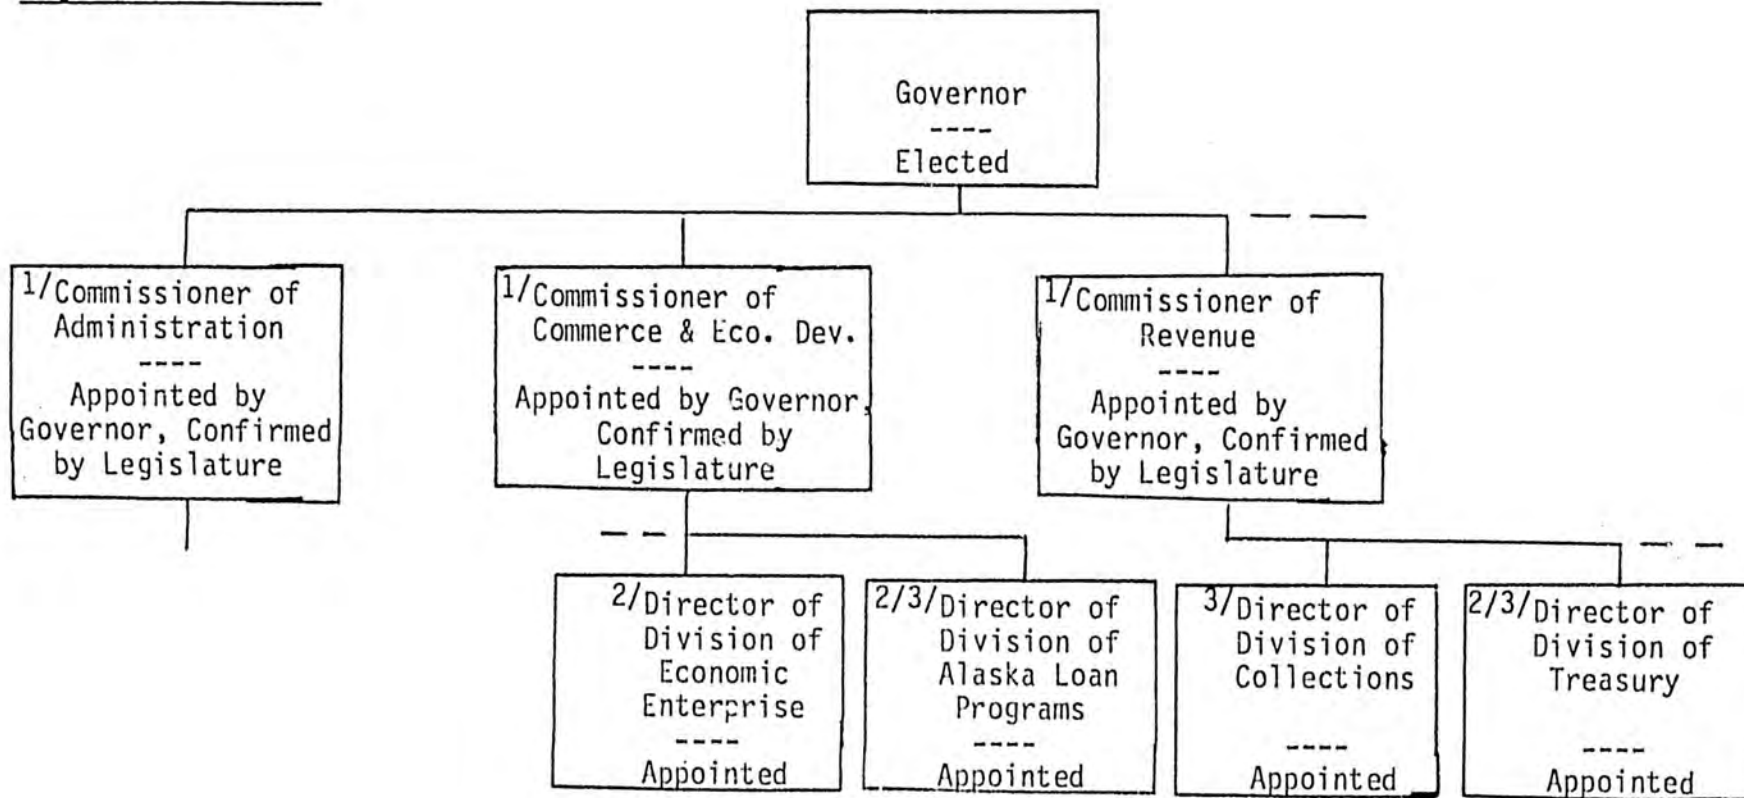 Governor
----
Elected
1/Commissioner of
Administration
----
Appointed by
Governor, Confirmed
by Legislature
1/Commissioner of
Commerce & Eco. Dev.
----
Appointed by Governor,
Confirmed by
Legislature
1/Commissioner of
Revenue
----
Appointed by
Governor, Confirmed
by Legislature
2/Director of
Division of
Economic
Enterprise
----
Appointed
2/3/Director of
Division of
Alaska Loan
Programs
----
Appointed
3/Director of
Division of
Collections
----
Appointed
2/3/Director of
Division of
Treasury
----
Appointed